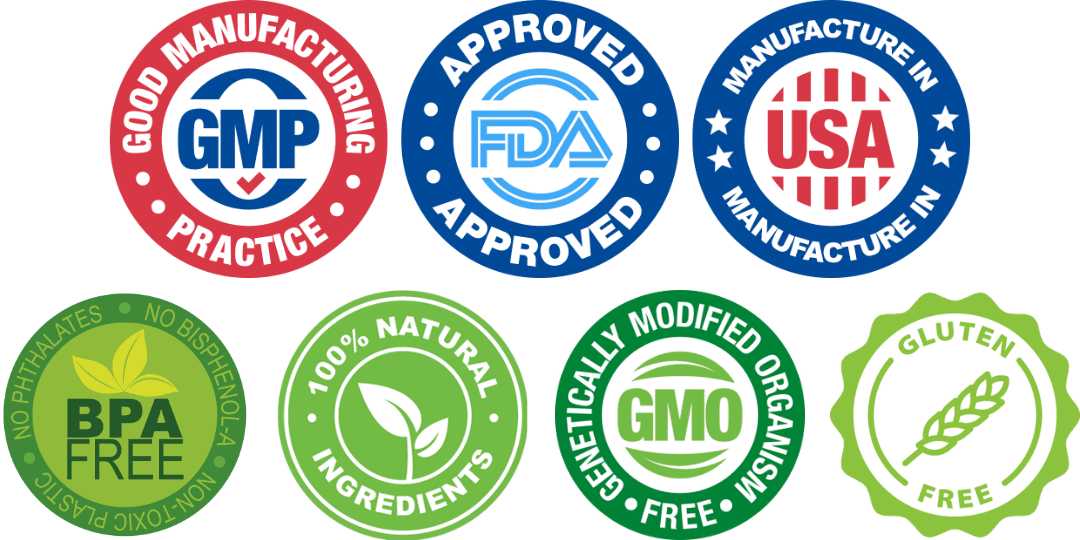 GOOD MANUFACTURING
GMP
PRACTICE
APPROVED
FDA
APPROVED
MANUFACTURE IN
USA
MANUFACTURE IN
NO PHTHALATES • NO BISPHENOL-A • NON-TOXIC PLASTIC •
BPA
FREE
100% NATURAL
INGREDIENTS
GENETICALLY MODIFIED ORGANISM
GMO
• FREE •
GLUTEN
FREE